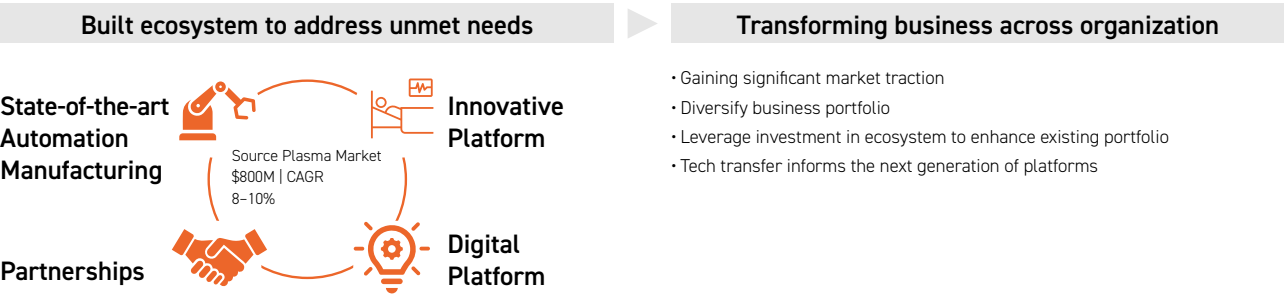 Built ecosystem to address unmet needs
State-of-the-art
Automation
Manufacturing
Innovative
Platform
Source Plasma Market
$800M | CAGR
8–10%
Partnerships
Digital
Platform
Transforming business across organization
• Gaining significant market traction
• Diversify business portfolio
• Leverage investment in ecosystem to enhance existing portfolio
• Tech transfer informs the next generation of platforms